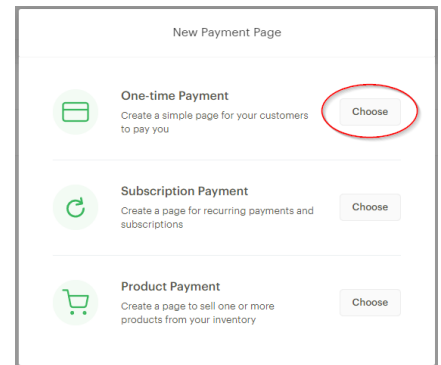 New Payment Page
One-time Payment
Create a simple page for your customers
to pay you
Choose
Subscription Payment
Create a page for recurring payments and
subscriptions
Choose
Product Payment
Create a page to sell one or more
products from your inventory
Choose